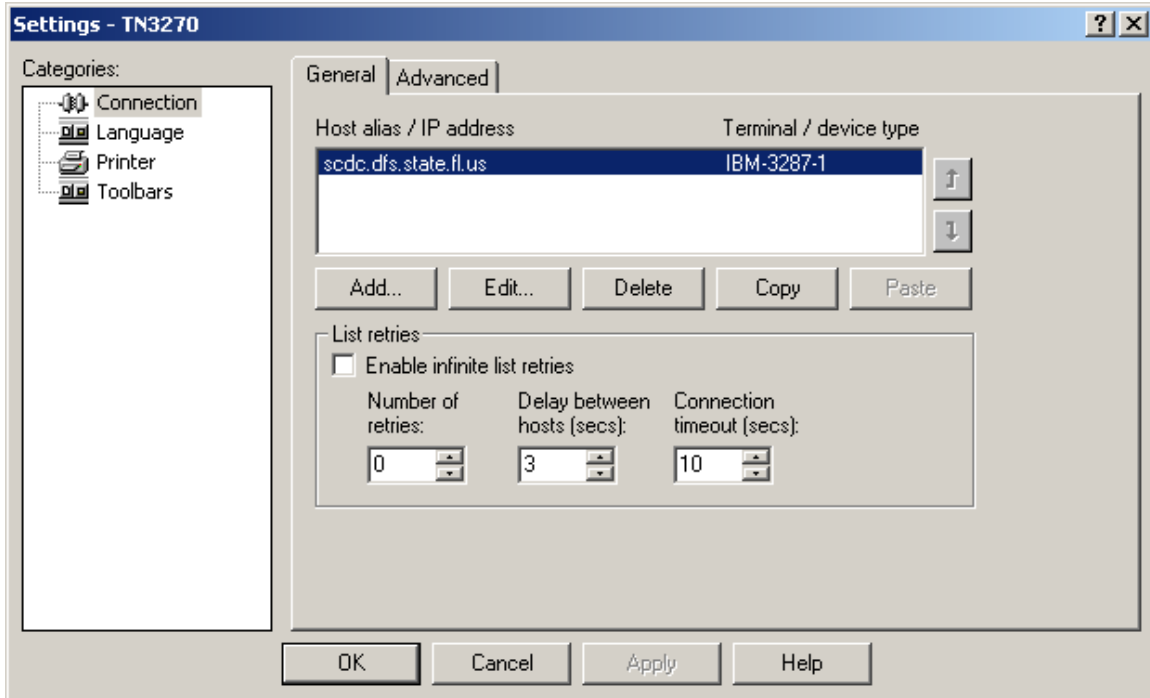 Settings - TN3270
Categories:
Connection
Language
Printer
Toolbars
General Advanced
Host alias / IP address Terminal / device type
scdc.dfs.state.fl.us IBM-3287-1
Add... Edit... Delete Copy Paste
List retries
Enable infinite list retries
Number of retries:
Delay between hosts (secs):
Connection timeout (secs):
0 3 10
OK Cancel Apply Help